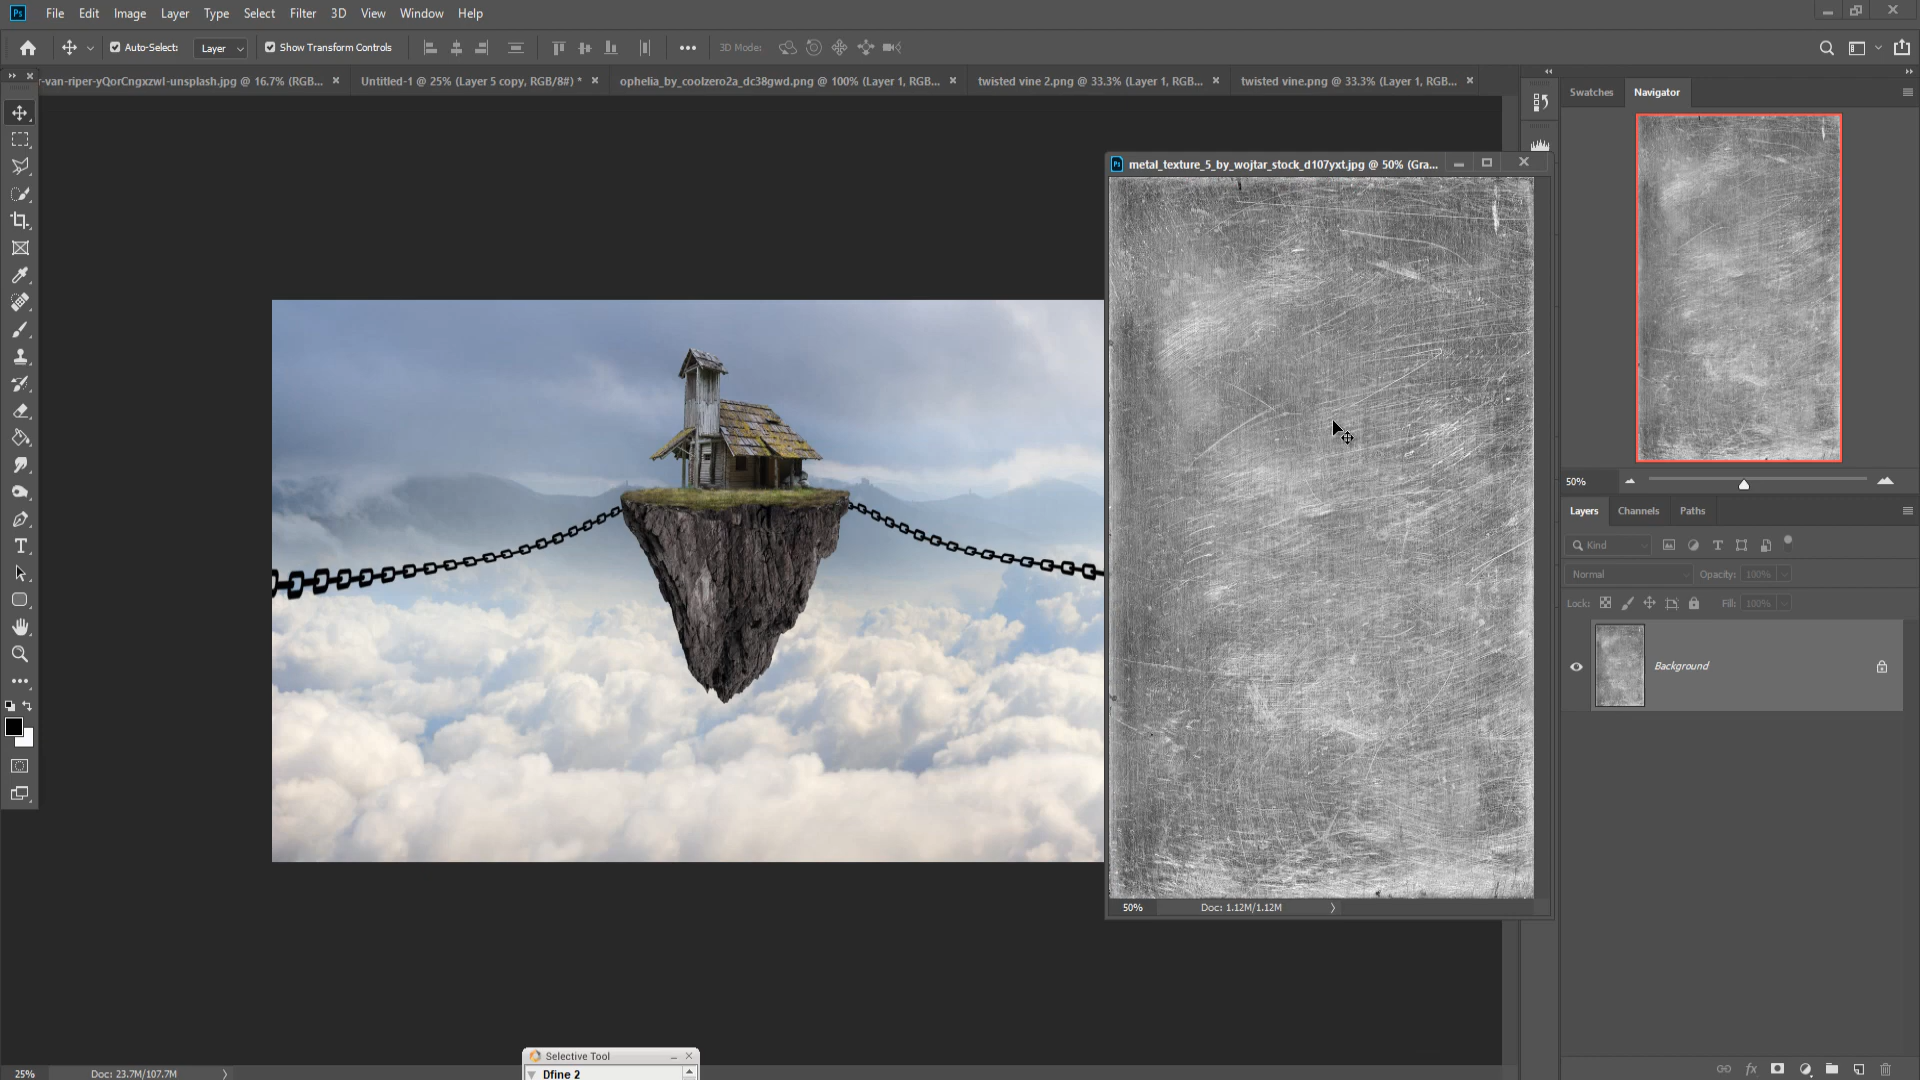 Ps File Edit Image Layer Type Select Filter 3D View Window Help
Auto-Select: Layer Show Transform Controls 3D Mode:
-van-riper-yQorCngxzwI-unsplash.jpg @ 16.7% (RGB... Untitled-1 @ 25% (Layer 5 copy, RGB/8#) * ophelia_by_coolzero2a_dc38gwd.png @ 100% (Layer 1, RGB... twisted vine 2.png @ 33.3% (Layer 1, RGB... twisted vine.png @ 33.3% (Layer 1, RGB...
Swatches Navigator
Ps metal_texture_5_by_wojtar_stock_d107yxt.jpg @ 50% (Gra...
50%
Layers Channels Paths
Kind
Normal Opacity: 100%
Lock: Fill: 100%
Background
50% Doc: 1.12M/1.12M
Selective Tool
Dfine 2
25% Doc: 23.7M/107.7M
fx